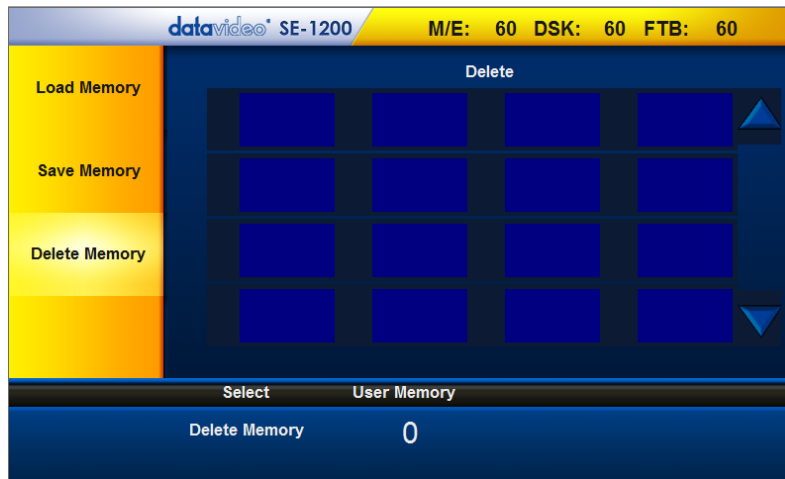 datavideo SE-1200 M/E: 60 DSK: 60 FTB: 60
Load Memory
Save Memory
Delete Memory
Delete
Select User Memory
Delete Memory 0